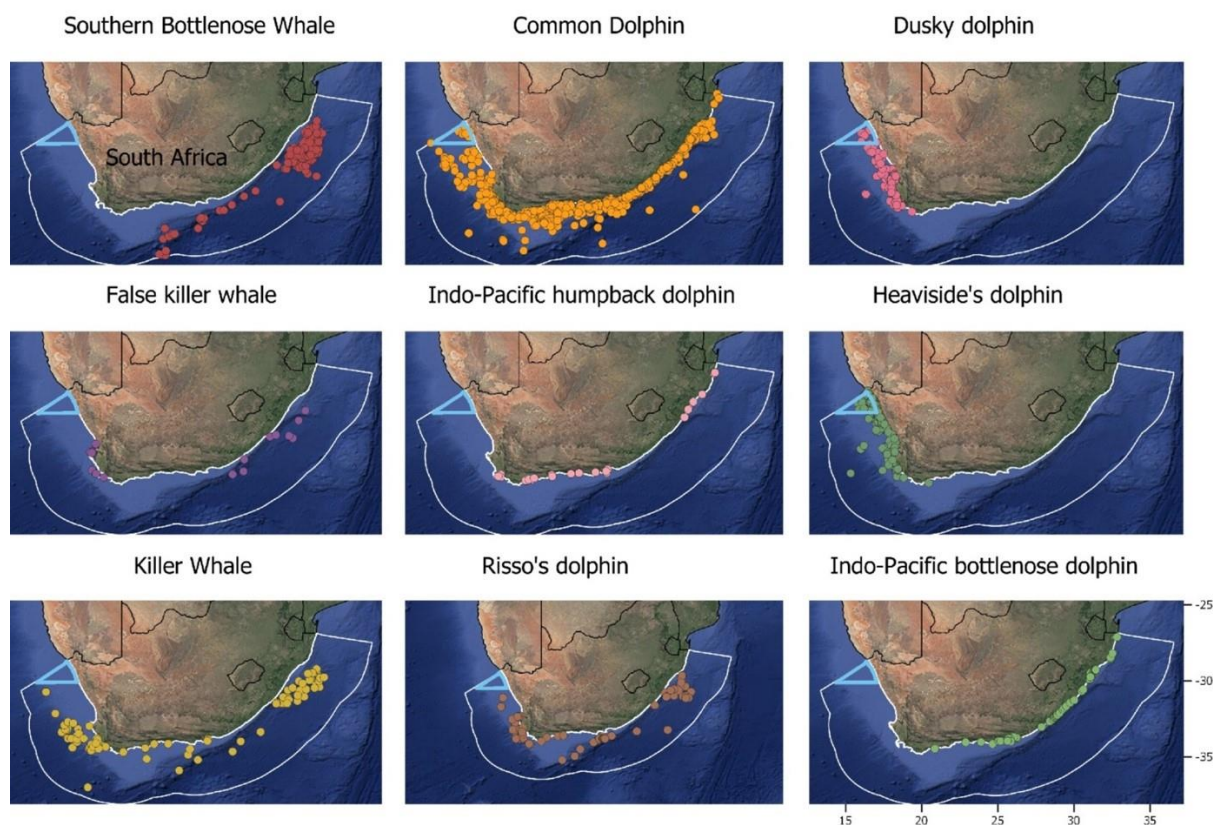 Southern Bottlenose Whale
Common Dolphin
Dusky dolphin
South Africa
False killer whale
Indo-Pacific humpback dolphin
Heaviside's dolphin
Killer Whale
Risso's dolphin
Indo-Pacific bottlenose dolphin
-25
-30
-35
15
20
25
30
35